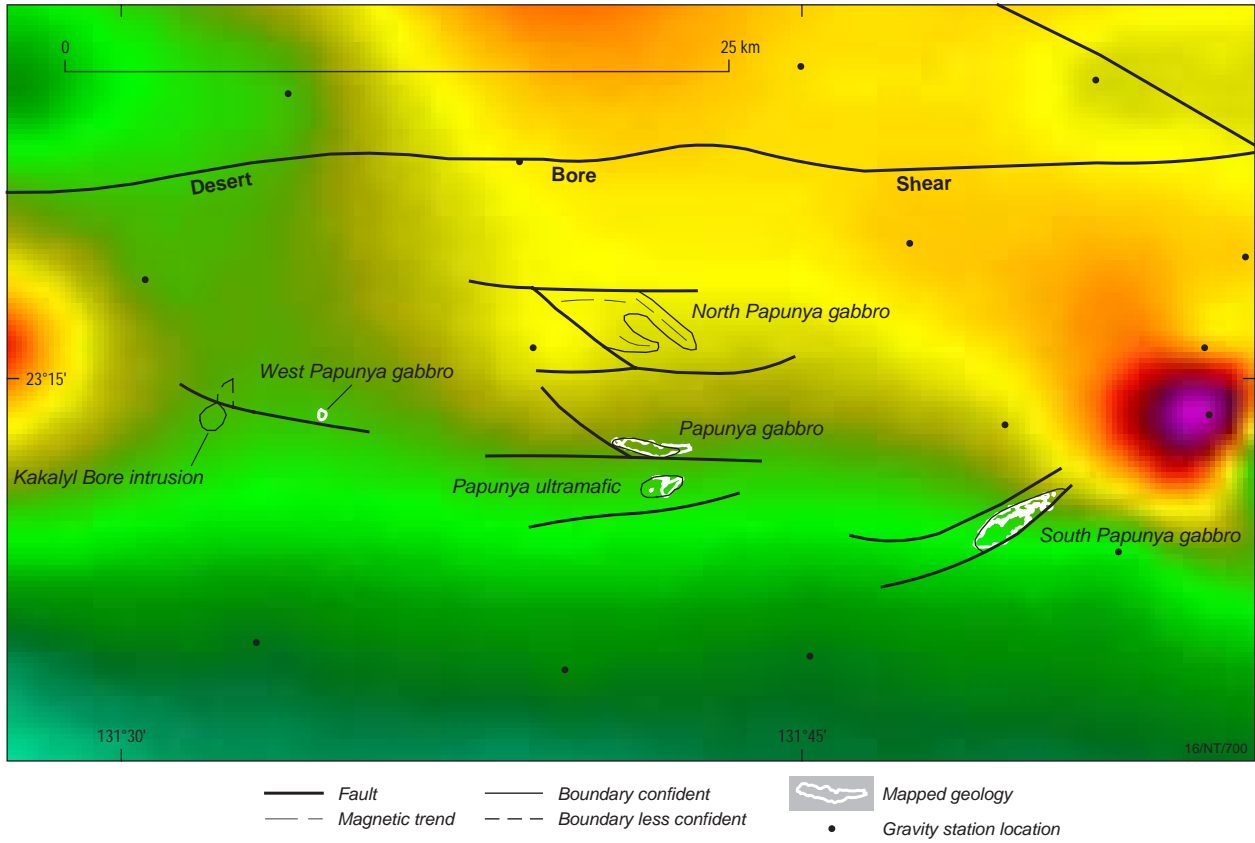 0
25 km
Desert
Bore
Shear
North Papunya gabbro
23°15'
West Papunya gabbro
Papunya gabbro
Kakalyl Bore intrusion
Papunya ultramafic
South Papunya gabbro
131°30'
131°45'
16/NT/700
Fault
Boundary confident
Mapped geology
Magnetic trend
Boundary less confident
Gravity station location